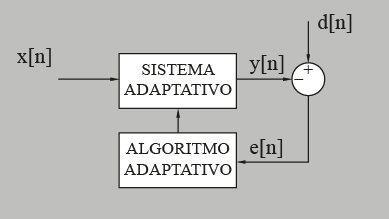 d[n]
x[n]
SISTEMA
ADAPTATIVO
y[n]
+
−
ALGORITMO
ADAPTATIVO
e[n]